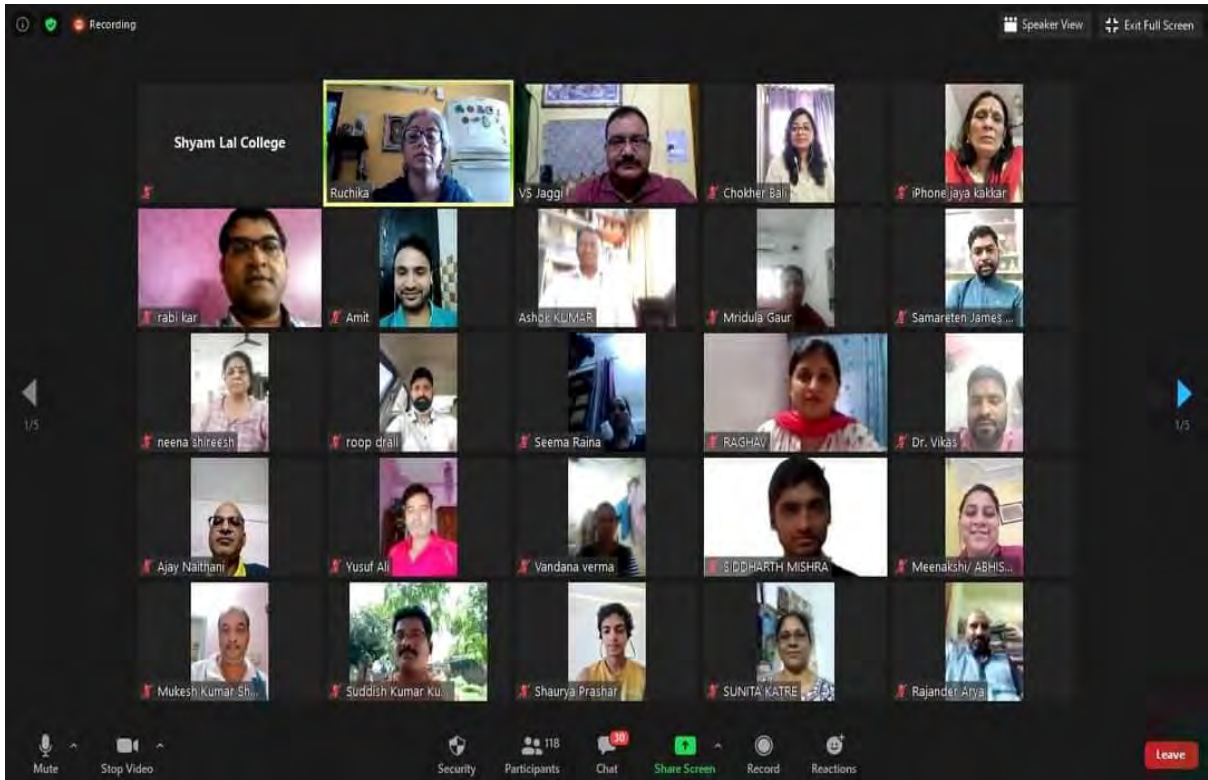 Recording
Speaker View
Exit Full Screen
Shyam Lal College
Ruchika
VS Jaggi
Chokher Bali
iPhone jaya kakkar
rabi kar
Amit
Ashok KUMAR
Mridula Gaur
Samareten James ...
neena shireesh
roop drall
Seema Raina
RAGHAV
Dr. Vikas
1/5
1/5
Ajay Naithani
Yusuf Ali
Vandana verma
SIDDHARTH MISHRA
Meenakshi/ ABHIS...
Mukesh Kumar Sh...
Suddish Kumar Ku...
Shaurya Prashar
SUNITA KATRE
Rajander Arya
Mute
Stop Video
Security
118
Participants
30
Chat
Share Screen
Record
Reactions
Leave